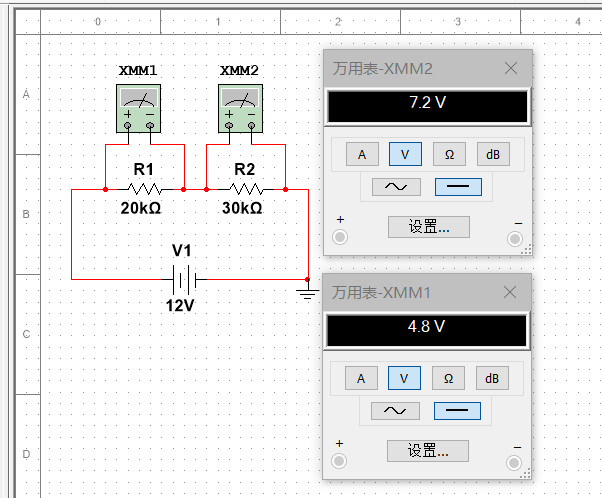 0 1 2 3 4
A
B
C
D
XMM1 XMM2
R1 R2
20kΩ 30kΩ
V1
12V
万用表-XMM2
7.2 V
A V Ω dB
+ −
设置...
万用表-XMM1
4.8 V
A V Ω dB
+ −
设置...